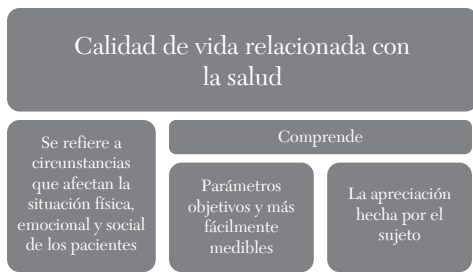 Calidad de vida relacionada con
la salud
Se refiere a
circunstancias
que afectan la
situación física,
emocional y social
de los pacientes
Comprende
Parámetros
objetivos y más
fácilmente
medibles
La apreciación
hecha por el
sujeto